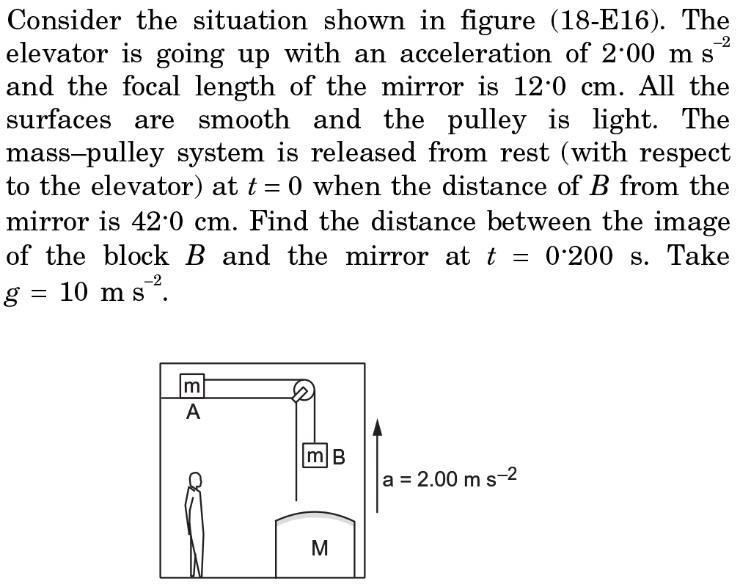 Consider the situation shown in figure (18-E16). The
elevator is going up with an acceleration of 2·00 m s⁻²
and the focal length of the mirror is 12·0 cm. All the
surfaces are smooth and the pulley is light. The
mass–pulley system is released from rest (with respect
to the elevator) at t = 0 when the distance of B from the
mirror is 42·0 cm. Find the distance between the image
of the block B and the mirror at t = 0·200 s. Take
g = 10 m s⁻².
m
A
m B
a = 2.00 m s⁻²
M